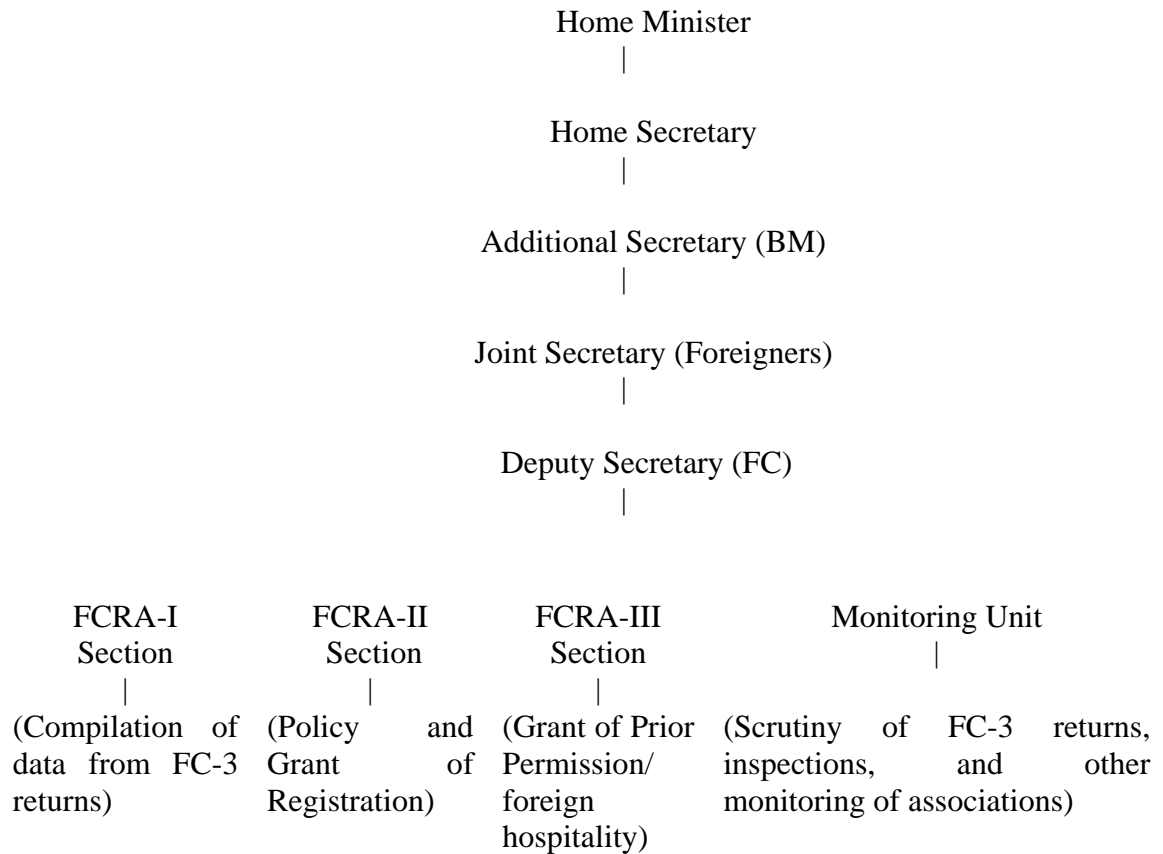 Home Minister
|
Home Secretary
|
Additional Secretary (BM)
|
Joint Secretary (Foreigners)
|
Deputy Secretary (FC)
|
FCRA-I FCRA-II FCRA-III Monitoring Unit
Section Section Section |
| | |
(Compilation of (Policy and (Grant of Prior (Scrutiny of FC-3 returns,
data from FC-3 Grant of Permission/ inspections, and other
returns) Registration) foreign monitoring of associations)
hospitality)